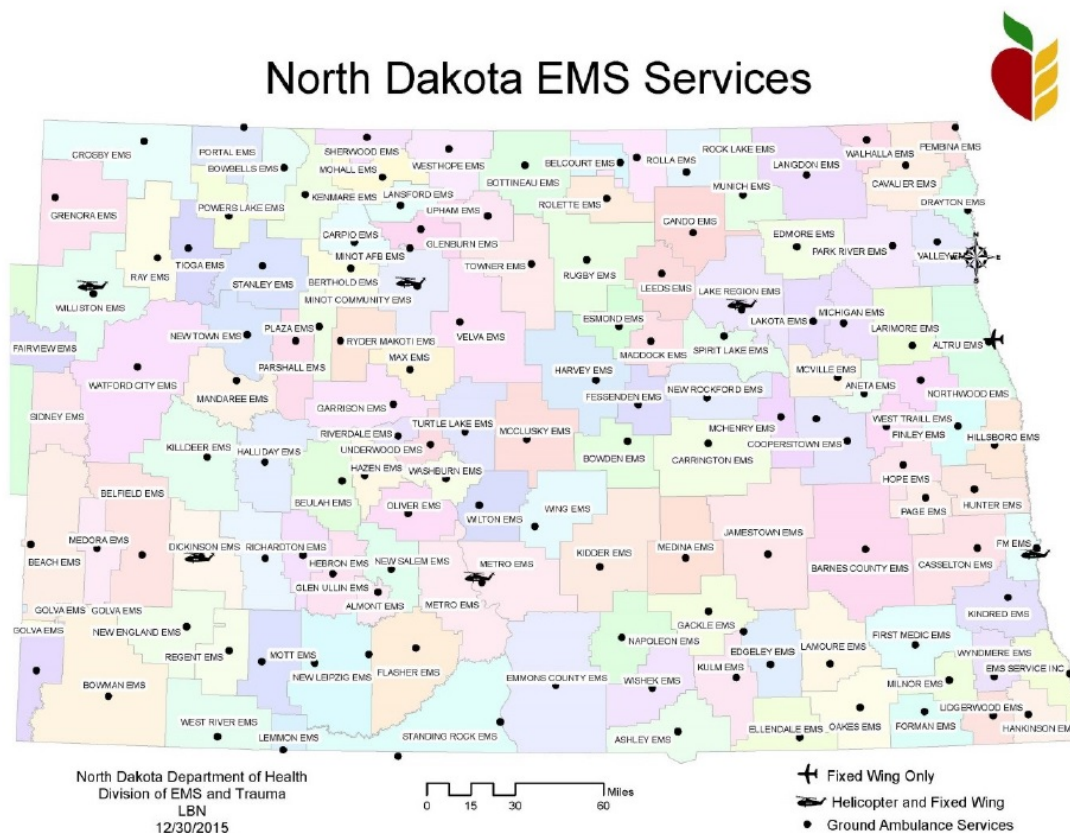 North Dakota EMS Services
CROSBY EMS
PORTAL EMS
BOWBELLS EMS
SHERWOOD EMS
MOHALL EMS
WESTHOPE EMS
BELCOURT EMS
ROLLA EMS
ROCK LAKE EMS
LANGDON EMS
WALHALLA EMS
PEMBINA EMS
CAVALIER EMS
DRAYTON EMS
GRENORA EMS
POWERS LAKE EMS
KENMARE EMS
LANSFORD EMS
BOTTINEAU EMS
ROLETTE EMS
MUNICH EMS
UPHAM EMS
CANDO EMS
EDMORE EMS
PARK RIVER EMS
CARPIO EMS
GLENBURN EMS
MINOT AFB EMS
TOWNER EMS
RUGBY EMS
RAY EMS
TIOGA EMS
STANLEY EMS
BERTHOLD EMS
MINOT COMMUNITY EMS
LEEDS EMS
LAKE REGION EMS
N
E
S
WILLISTON EMS
FAIRVIEW EMS
NEW TOWN EMS
PLAZA EMS
PARSHALL EMS
RYDER MAKOTI EMS
VELVA EMS
ESMOND EMS
MADDOCK EMS
SPIRIT LAKE EMS
LAKOTA EMS
MICHIGAN EMS
LARIMORE EMS
ALTRU EMS
WATFORD CITY EMS
MANDAREE EMS
MAX EMS
HARVEY EMS
FESSENDEN EMS
NEW ROCKFORD EMS
MCVILLE EMS
ANETA EMS
NORTHWOOD EMS
SIDNEY EMS
GARRISON EMS
RIVERDALE EMS
TURTLE LAKE EMS
UNDERWOOD EMS
MCCLUSKY EMS
MCHENRY EMS
COOPERSTOWN EMS
WEST TRAILL EMS
FINLEY EMS
HILLSBORO EMS
KILLDEER EMS
HALLIDAY EMS
HAZEN EMS
WASHBURN EMS
BOWDEN EMS
CARRINGTON EMS
HOPE EMS
BELFIELD EMS
BEULAH EMS
OLIVER EMS
WILTON EMS
WING EMS
PAGE EMS
HUNTER EMS
MEDORA EMS
BEACH EMS
DICKINSON EMS
RICHARDTON EMS
HEBRON EMS
GLEN ULLIN EMS
NEW SALEM EMS
ALMONT EMS
METRO EMS
METRO EMS
KIDDER EMS
MEDINA EMS
JAMESTOWN EMS
BARNES COUNTY EMS
CASSELTON EMS
FM EMS
GOLVA EMS
GOLVA EMS
GOLVA EMS
NEW ENGLAND EMS
REGENT EMS
MOTT EMS
NEW LEIPZIG EMS
FLASHER EMS
EMMONS COUNTY EMS
NAPOLEON EMS
GACKLE EMS
EDGELEY EMS
LAMOURE EMS
FIRST MEDIC EMS
KINDRED EMS
WYNDMERE EMS
EMS SERVICE INC
BOWMAN EMS
WISHEK EMS
KULM EMS
MILNOR EMS
LIDGERWOOD EMS
WEST RIVER EMS
LEMMON EMS
STANDING ROCK EMS
ASHLEY EMS
ELLENDALE EMS
OAKES EMS
FORMAN EMS
HANKINSON EMS
North Dakota Department of Health
Division of EMS and Trauma
LBN
12/30/2015
Miles
0 15 30 60
Fixed Wing Only
Helicopter and Fixed Wing
Ground Ambulance Services